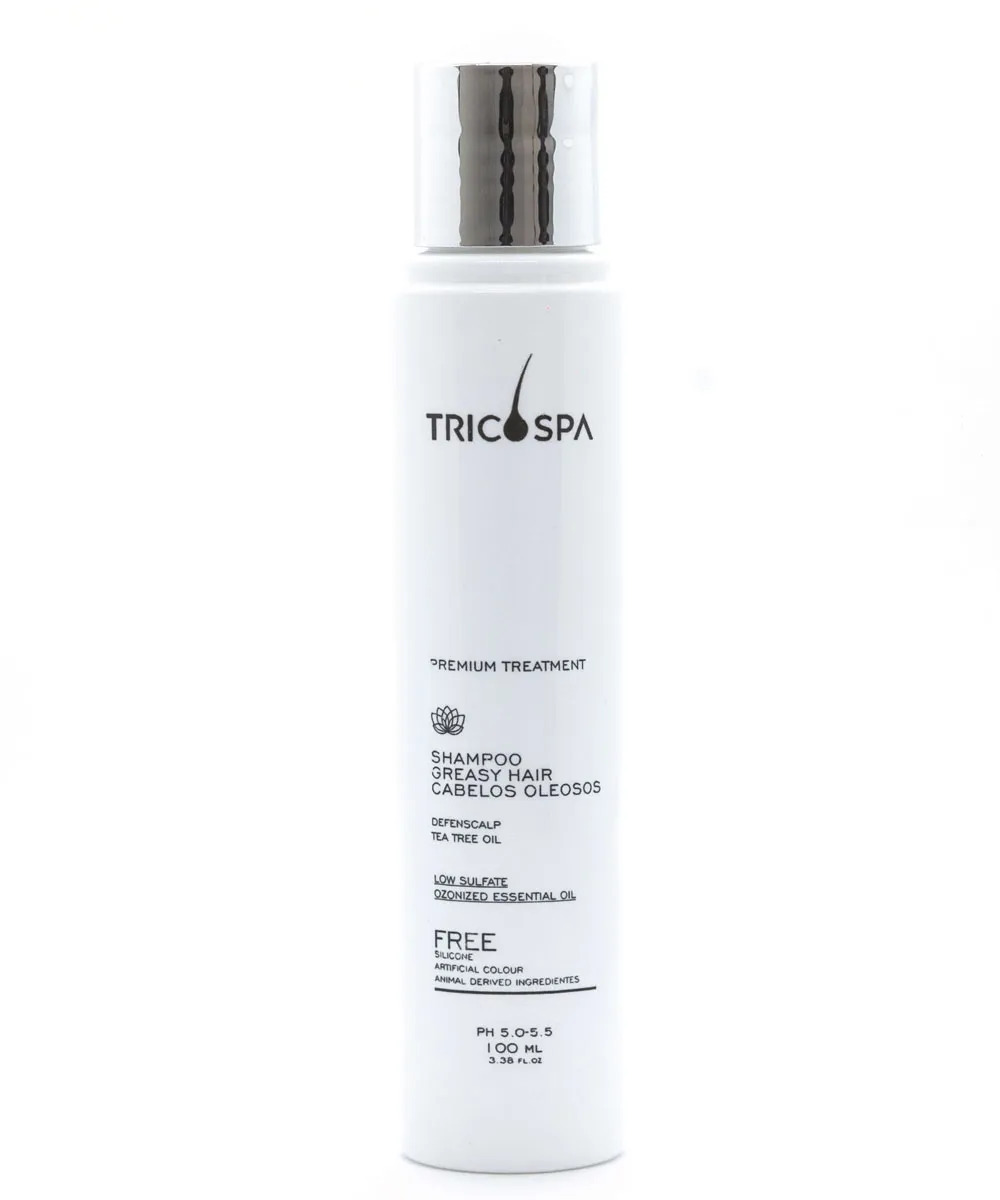 TRICOSPA
PREMIUM TREATMENT
SHAMPOO
GREASY HAIR
CABELOS OLEOSOS
DEFENSCALP
TEA TREE OIL
LOW SULFATE
OZONIZED ESSENTIAL OIL
FREE
SILICONE
ARTIFICIAL COLOUR
ANIMAL DERIVED INGREDIENTES
PH 5.0-5.5
100 ML
3.38 FL.OZ